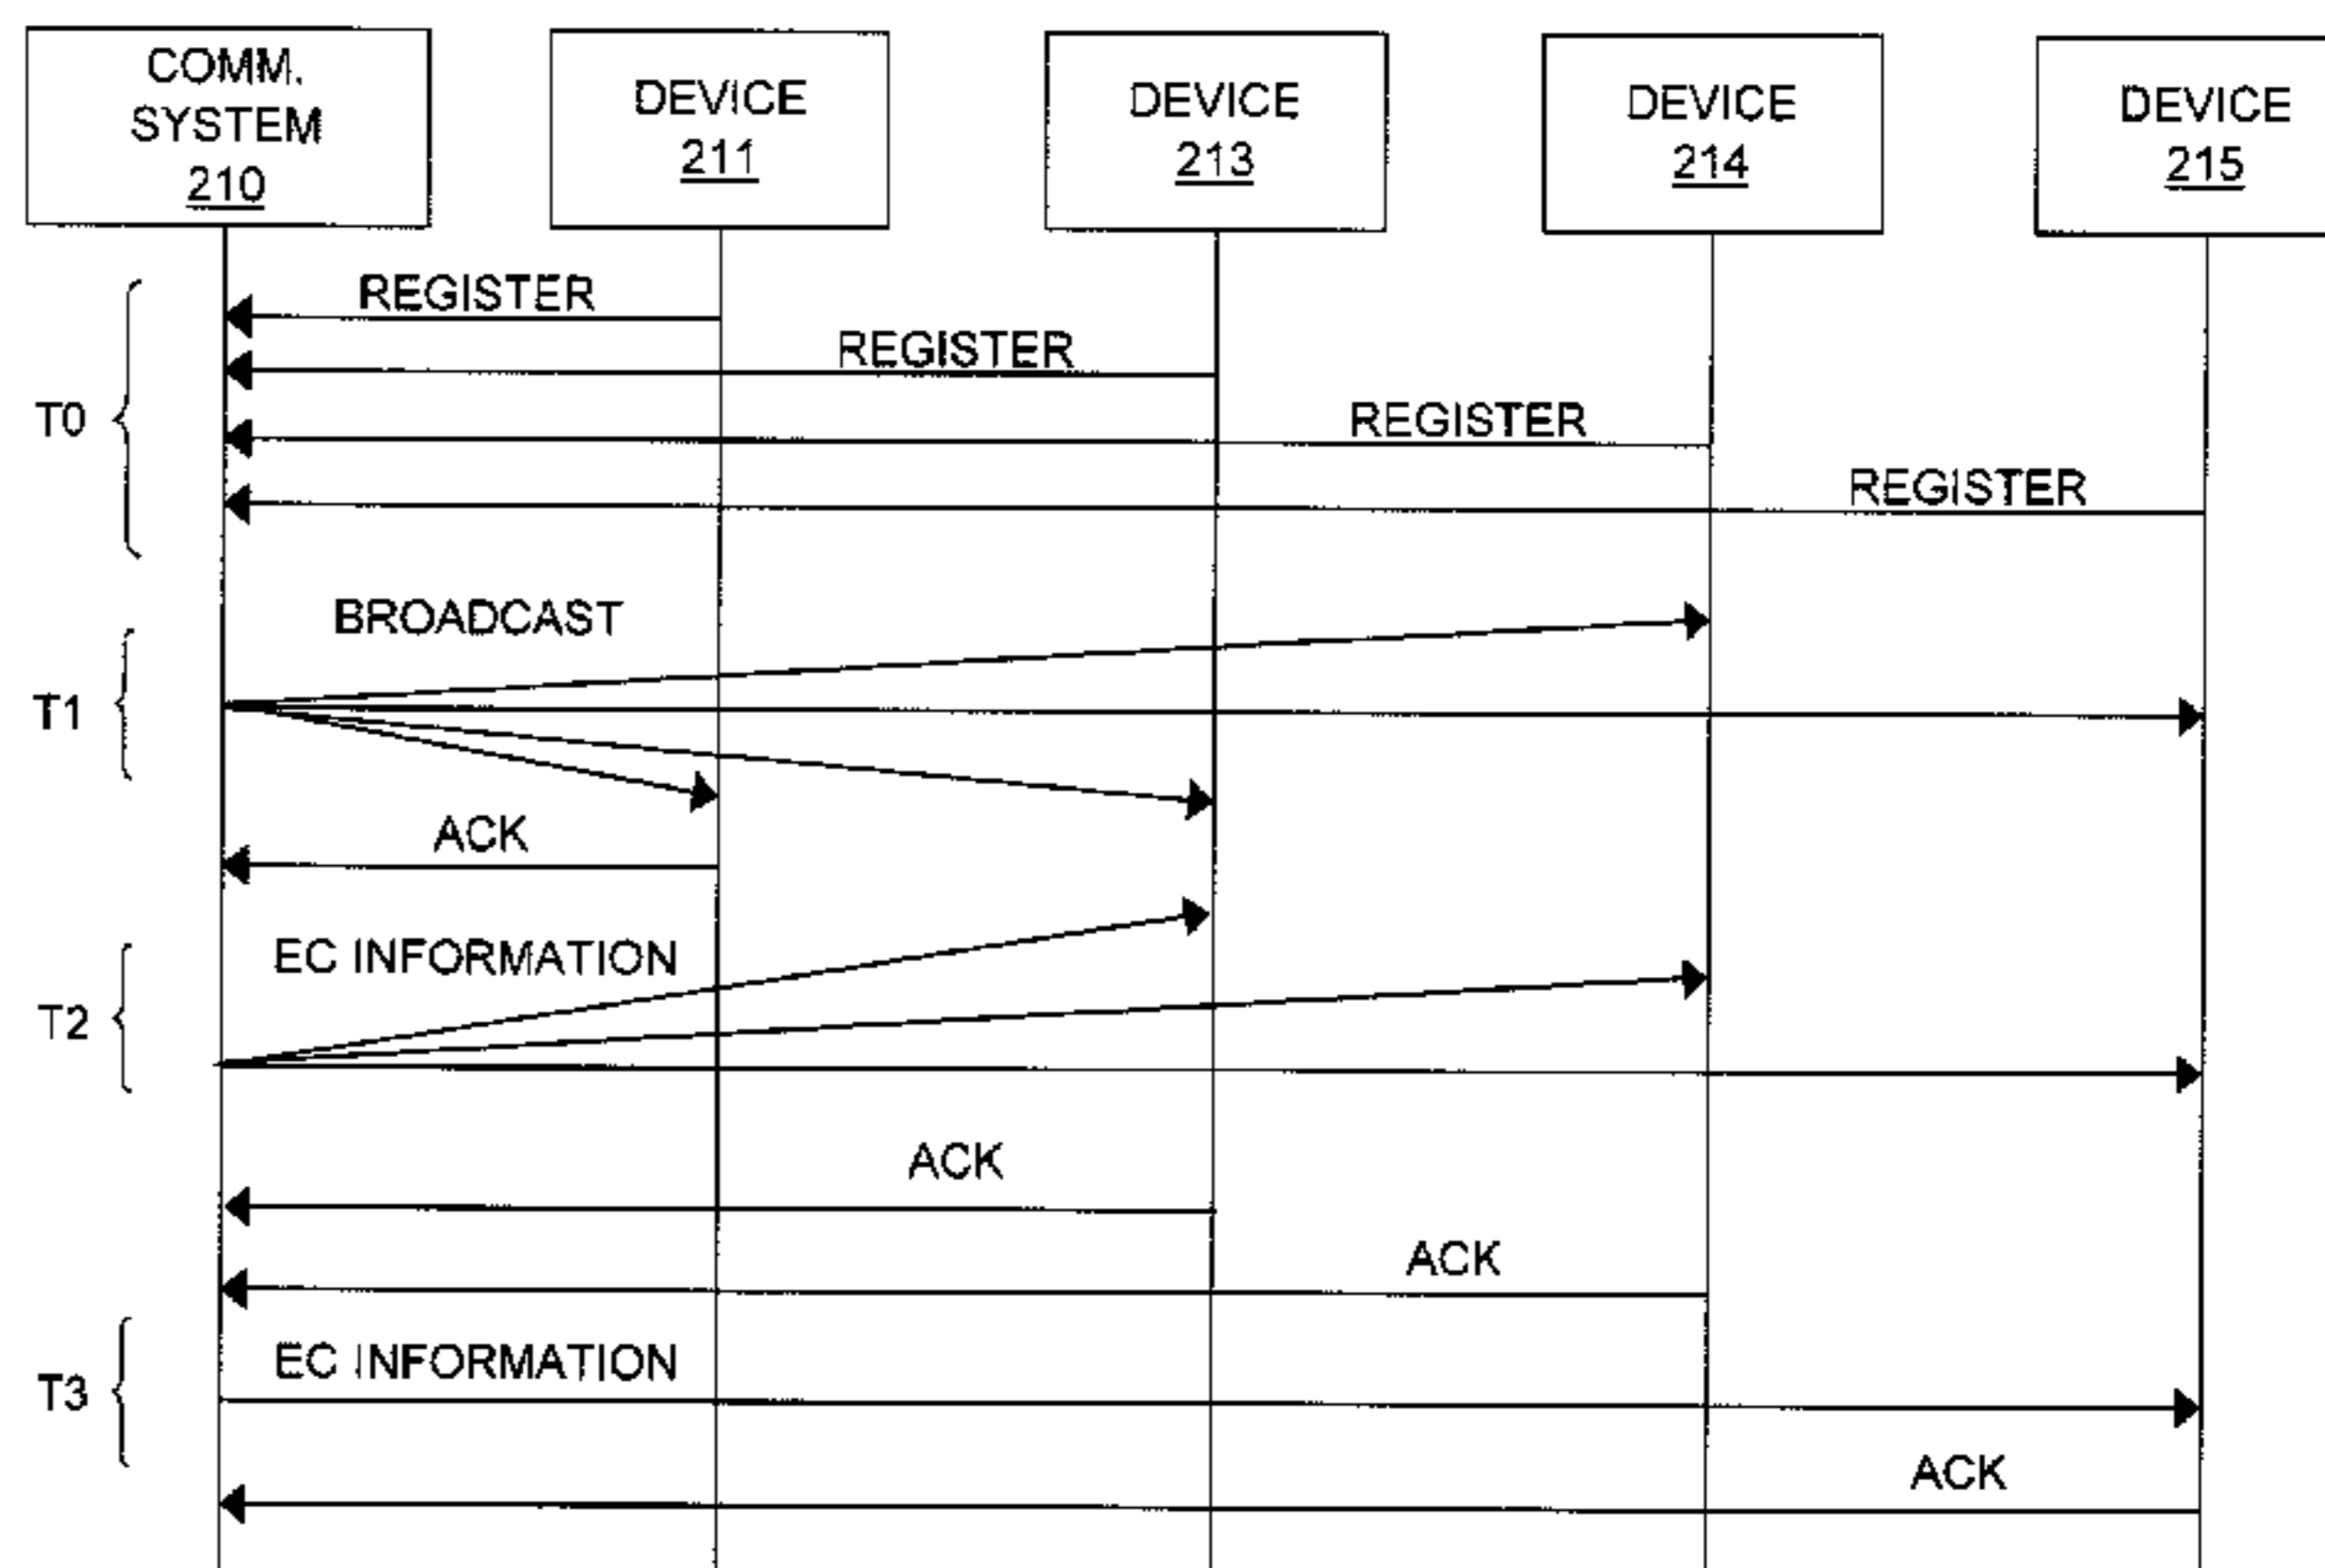 COMM.
SYSTEM
210
DEVICE
211
DEVICE
213
DEVICE
214
DEVICE
215
REGISTER
REGISTER
T0
REGISTER
REGISTER
BROADCAST
T1
ACK
EC INFORMATION
T2
ACK
ACK
EC INFORMATION
T3
ACK